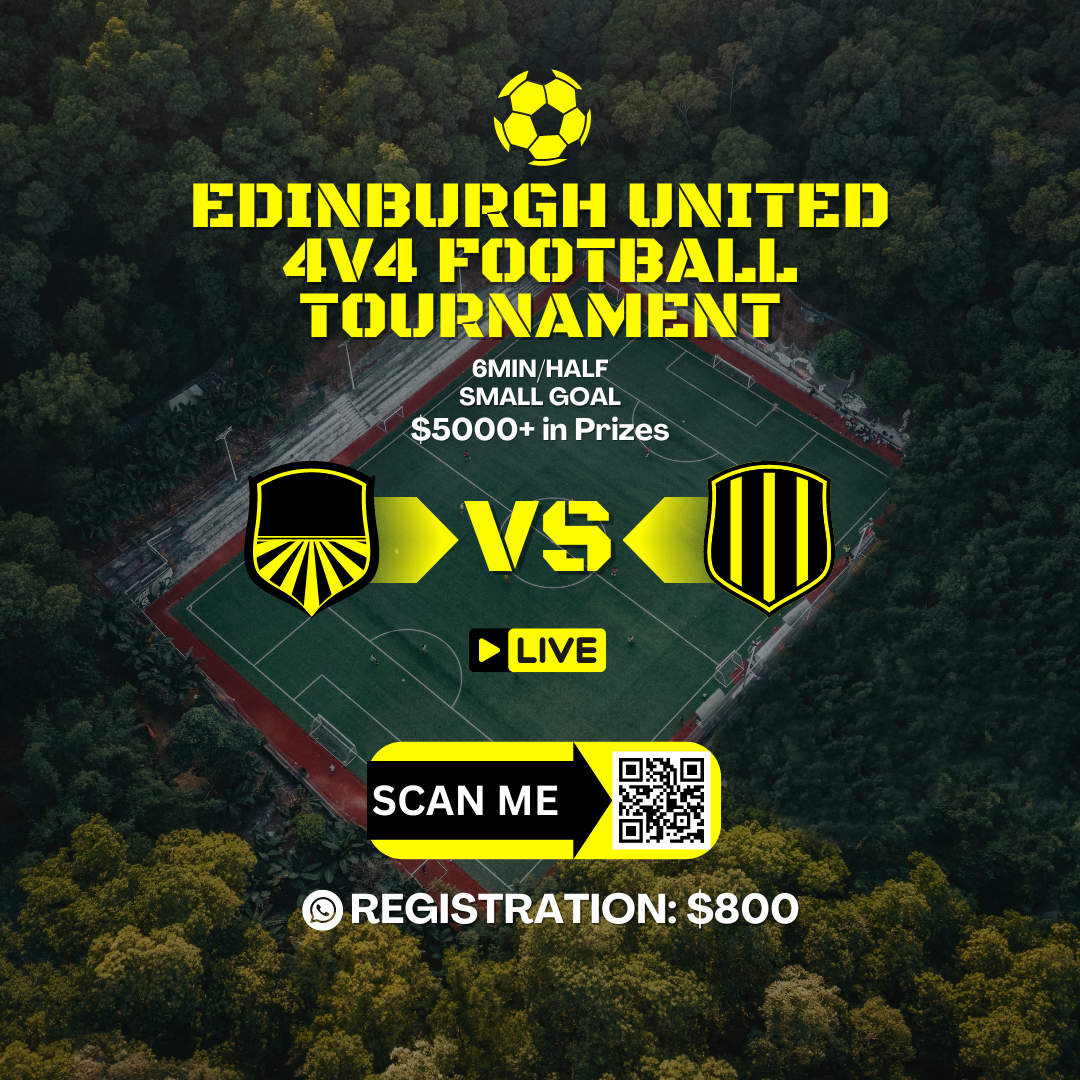 EDINBURGH UNITED
4V4 FOOTBALL
TOURNAMENT
6MIN/HALF
SMALL GOAL
$5000+ in Prizes
VS
LIVE
SCAN ME
REGISTRATION: $800